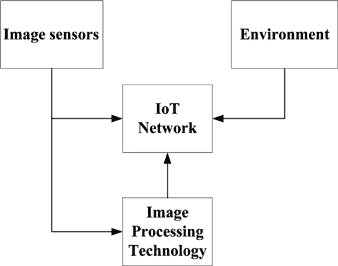 Image sensors
Environment
IoT
Network
Image
Processing
Technology